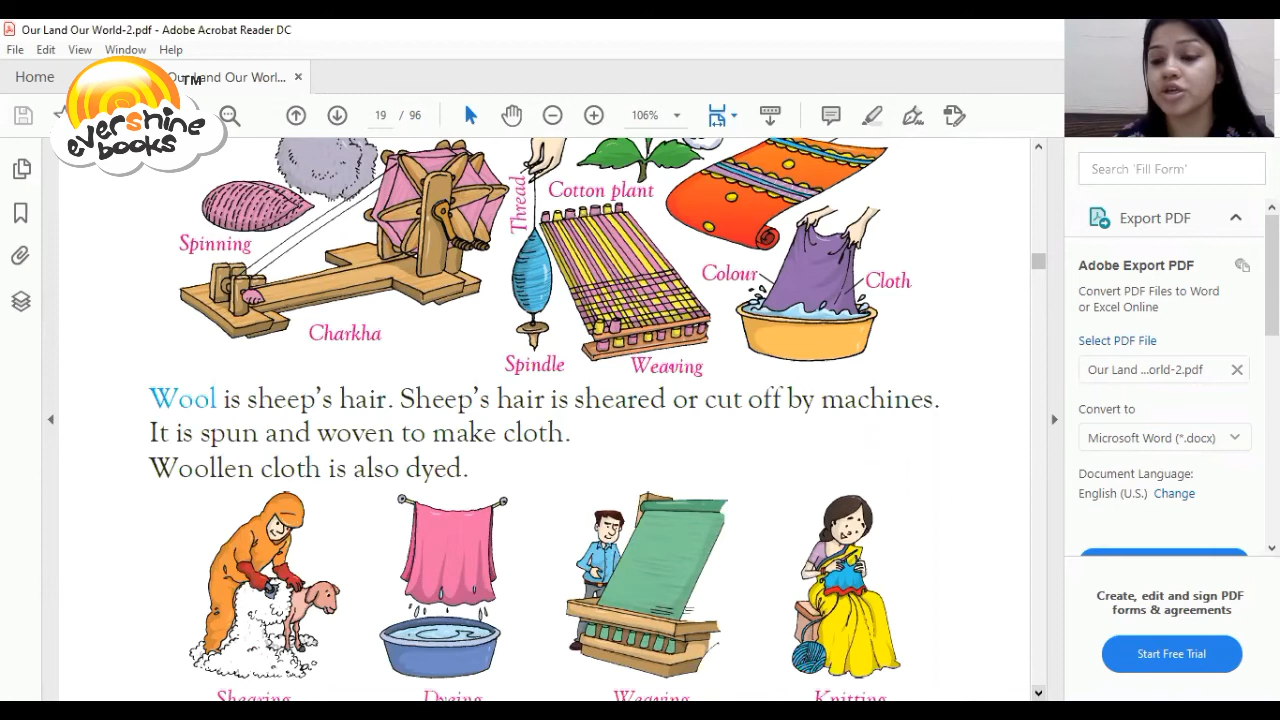 Our Land Our World-2.pdf - Adobe Acrobat Reader DC
File Edit View Window Help
Home
Our Land Our Worl...
TM
evershine
books
19 / 96
106%
Search 'Fill Form'
Export PDF
Adobe Export PDF
Convert PDF Files to Word
or Excel Online
Select PDF File
Our Land ...orld-2.pdf
Convert to
Microsoft Word (*.docx)
Document Language:
English (U.S.) Change
Create, edit and sign PDF
forms & agreements
Start Free Trial
Thread
Cotton plant
Spinning
Colour
Cloth
Charkha
Spindle
Weaving
Wool is sheep's hair. Sheep's hair is sheared or cut off by machines.
It is spun and woven to make cloth.
Woollen cloth is also dyed.
Shearing
Dyeing
Weaving
Knitting